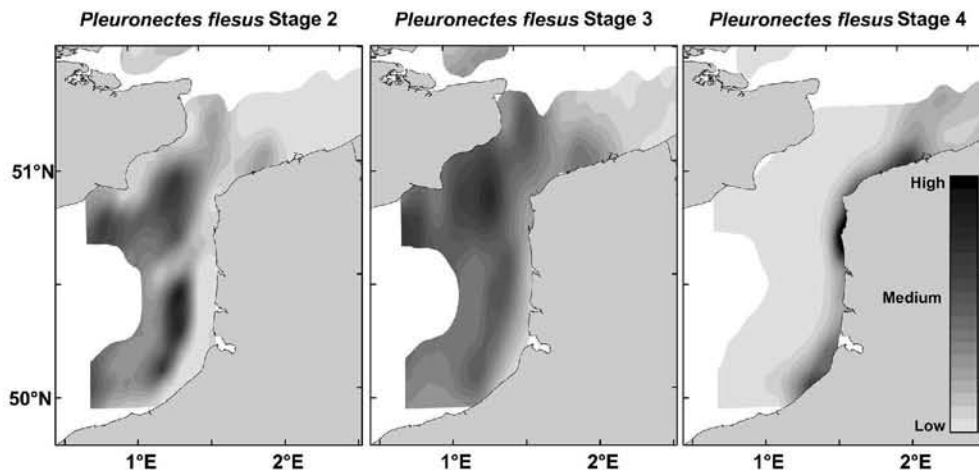 Pleuronectes flesus Stage 2
Pleuronectes flesus Stage 3
Pleuronectes flesus Stage 4
51°N
50°N
High
Medium
Low
1°E
2°E
1°E
2°E
1°E
2°E